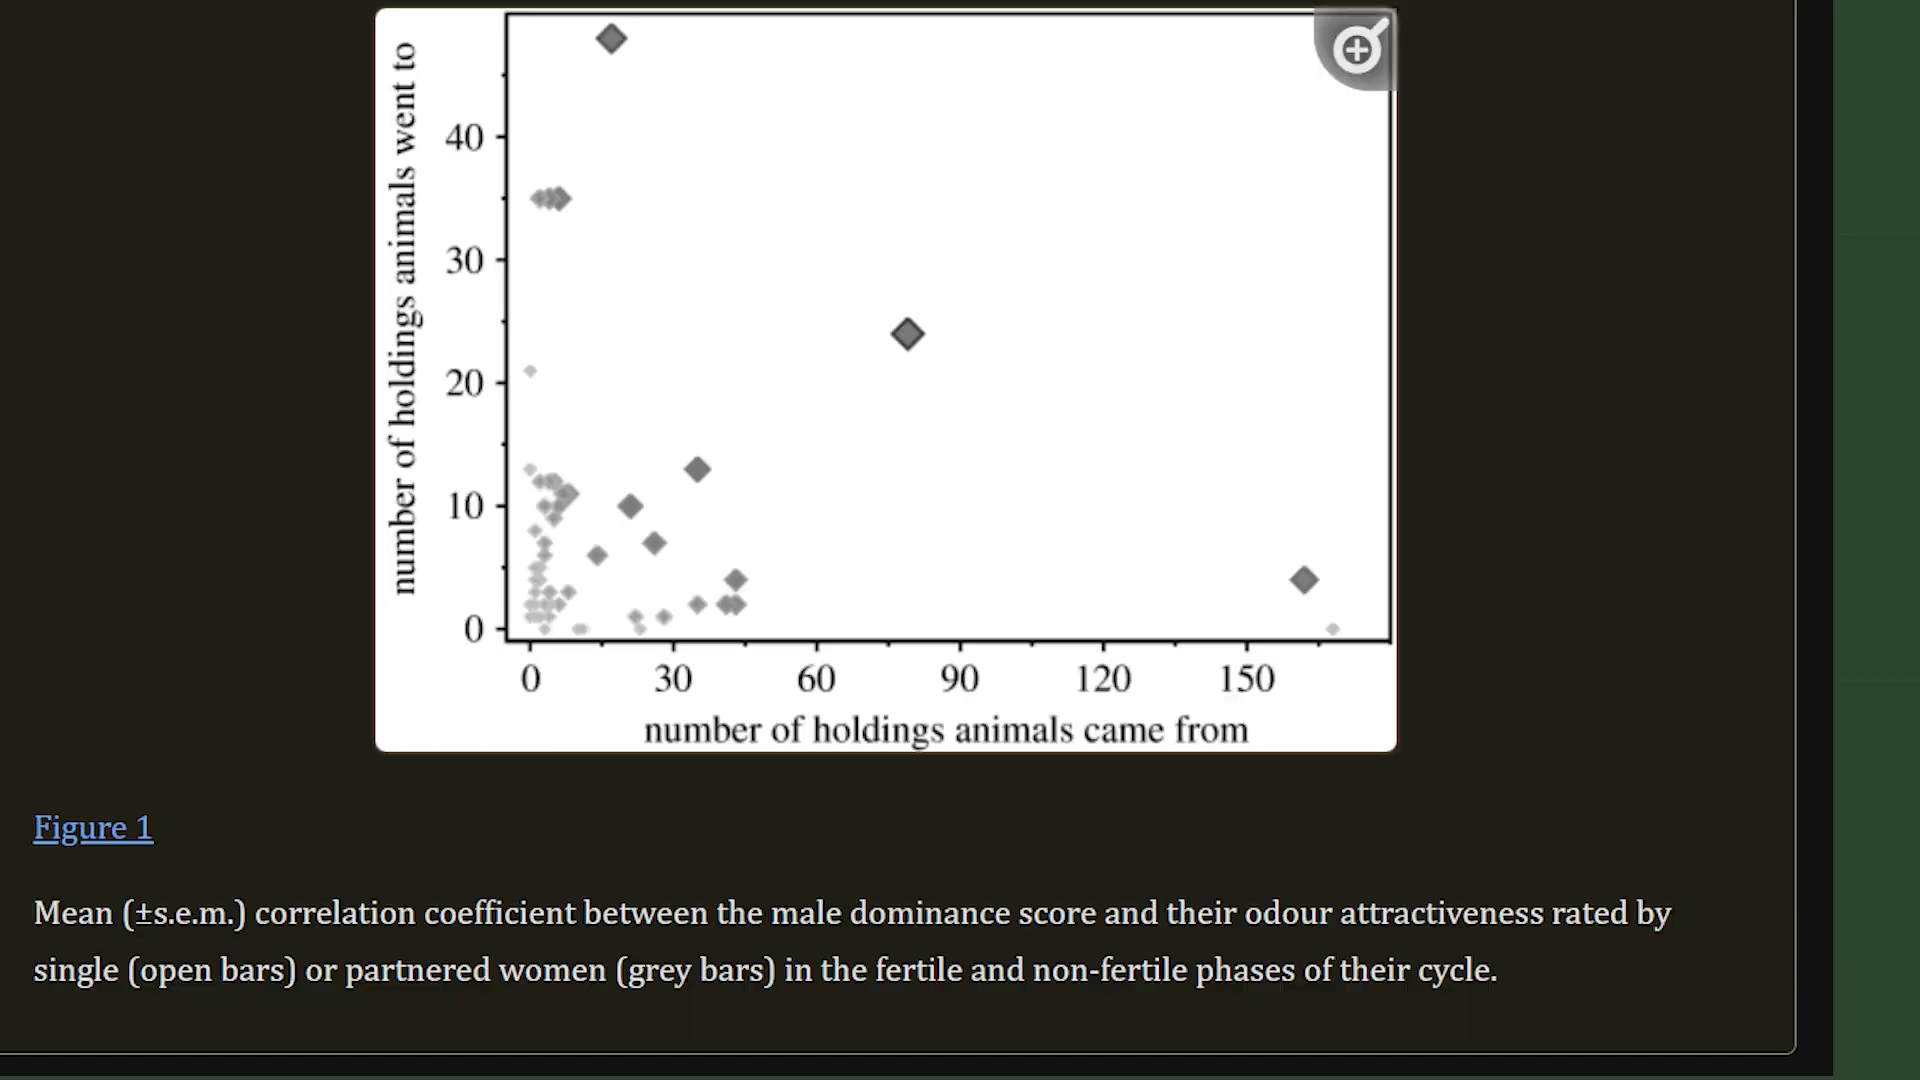 number of holdings animals went to
40
30
20
10
0
0 30 60 90 120 150
number of holdings animals came from
Figure 1
Mean (±s.e.m.) correlation coefficient between the male dominance score and their odour attractiveness rated by
single (open bars) or partnered women (grey bars) in the fertile and non-fertile phases of their cycle.